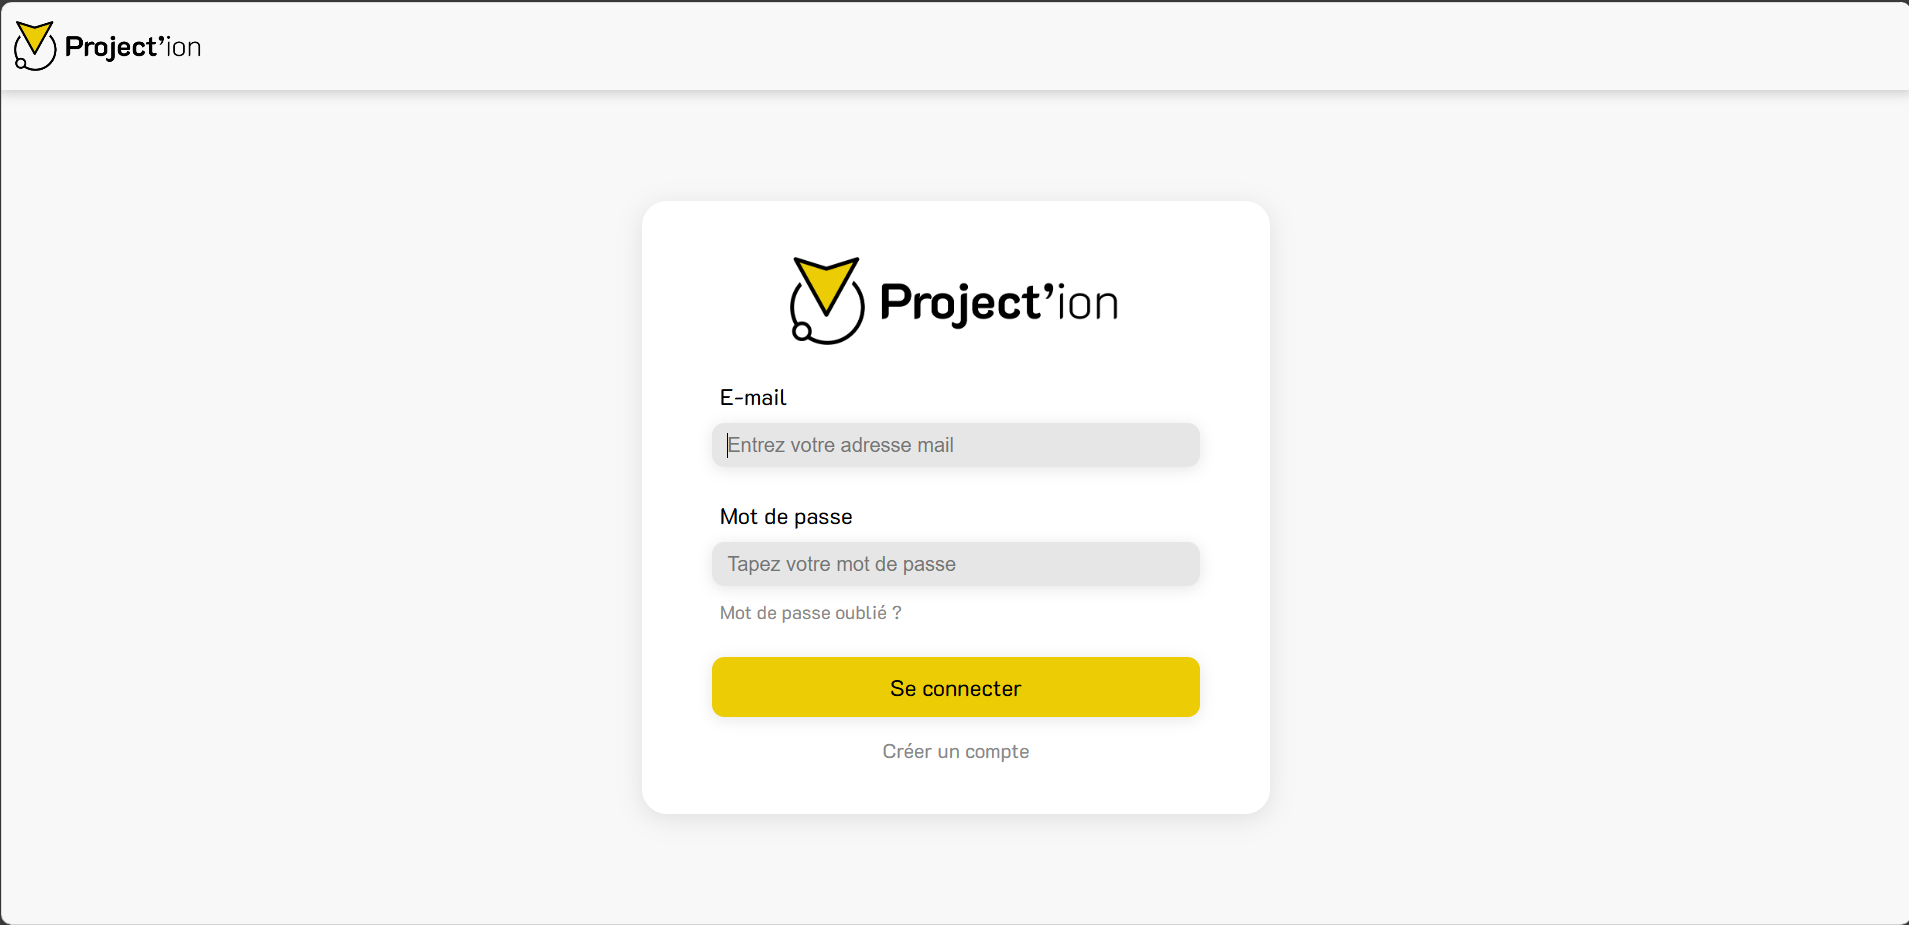 Project’ion
Project’ion
E-mail
Entrez votre adresse mail
Mot de passe
Tapez votre mot de passe
Mot de passe oublié ?
Se connecter
Créer un compte